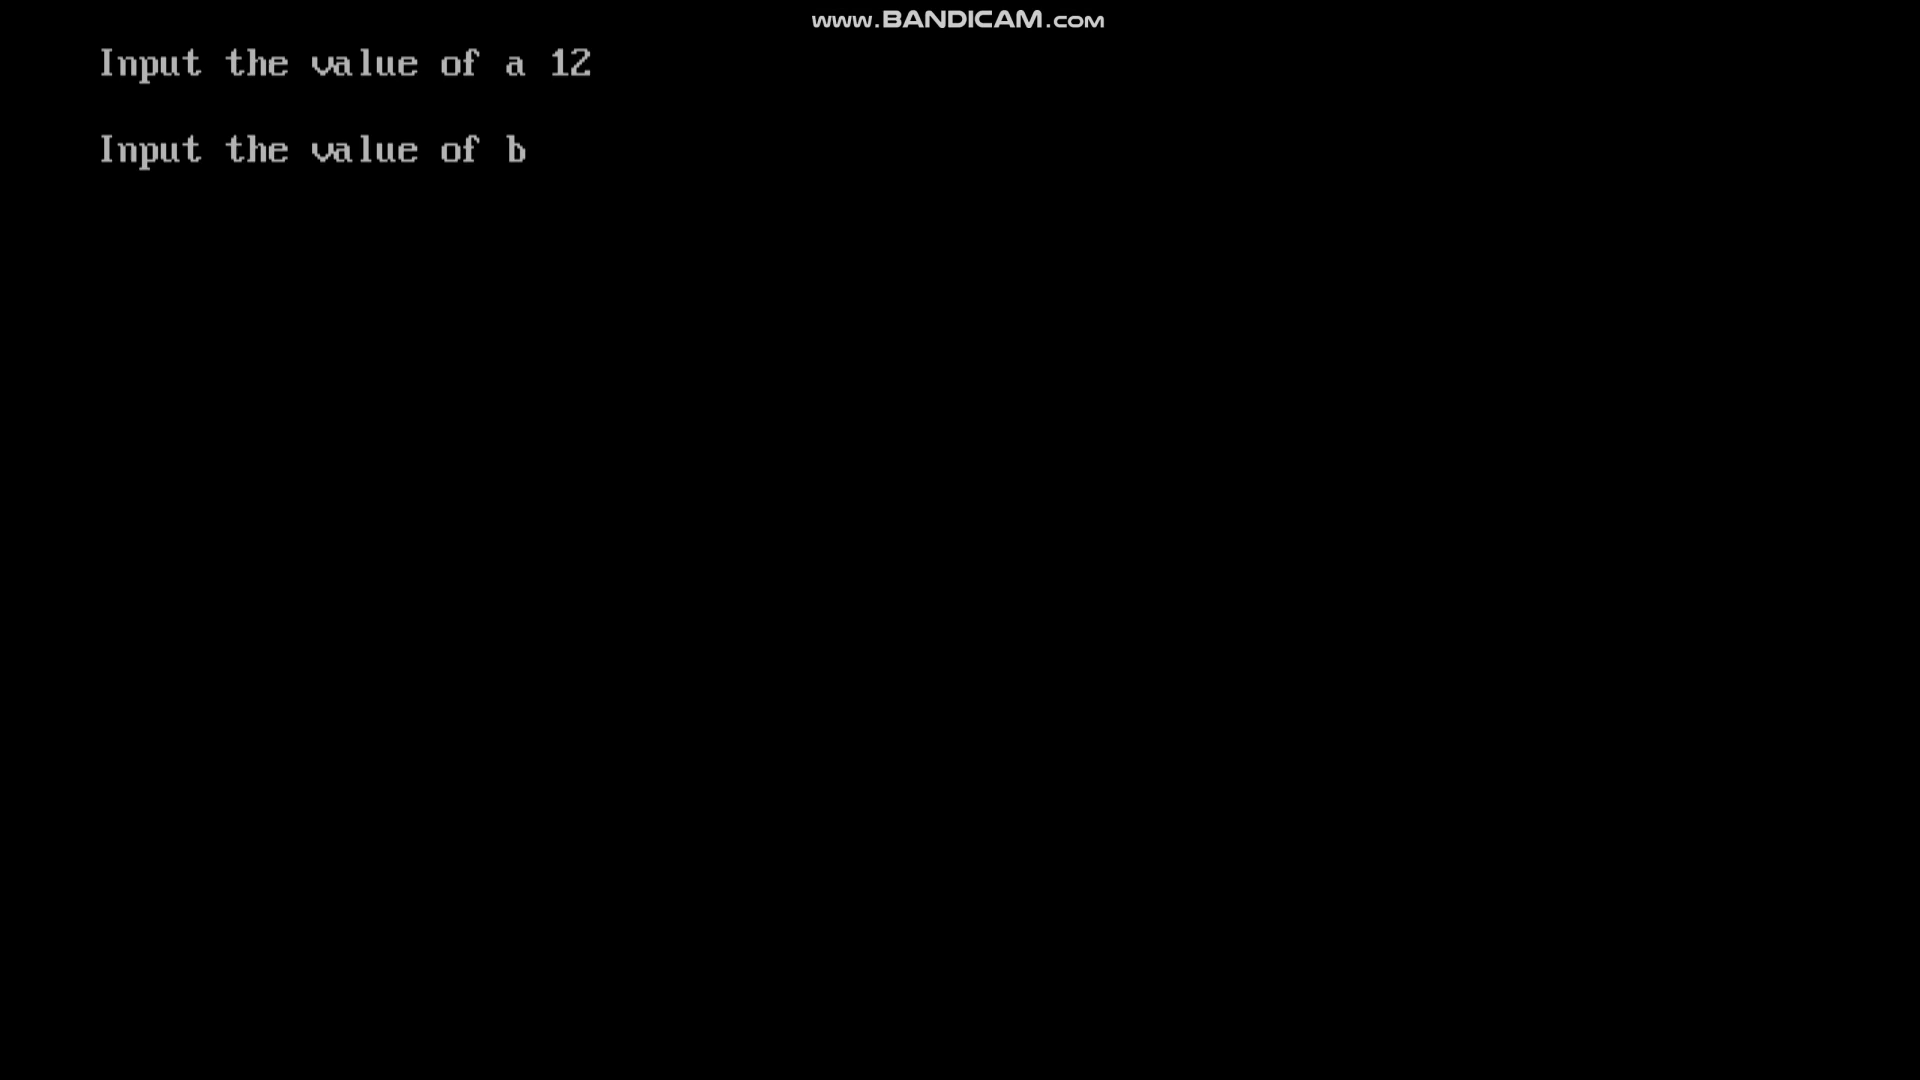 www.BANDICAM.com
Input the value of a 12
Input the value of b